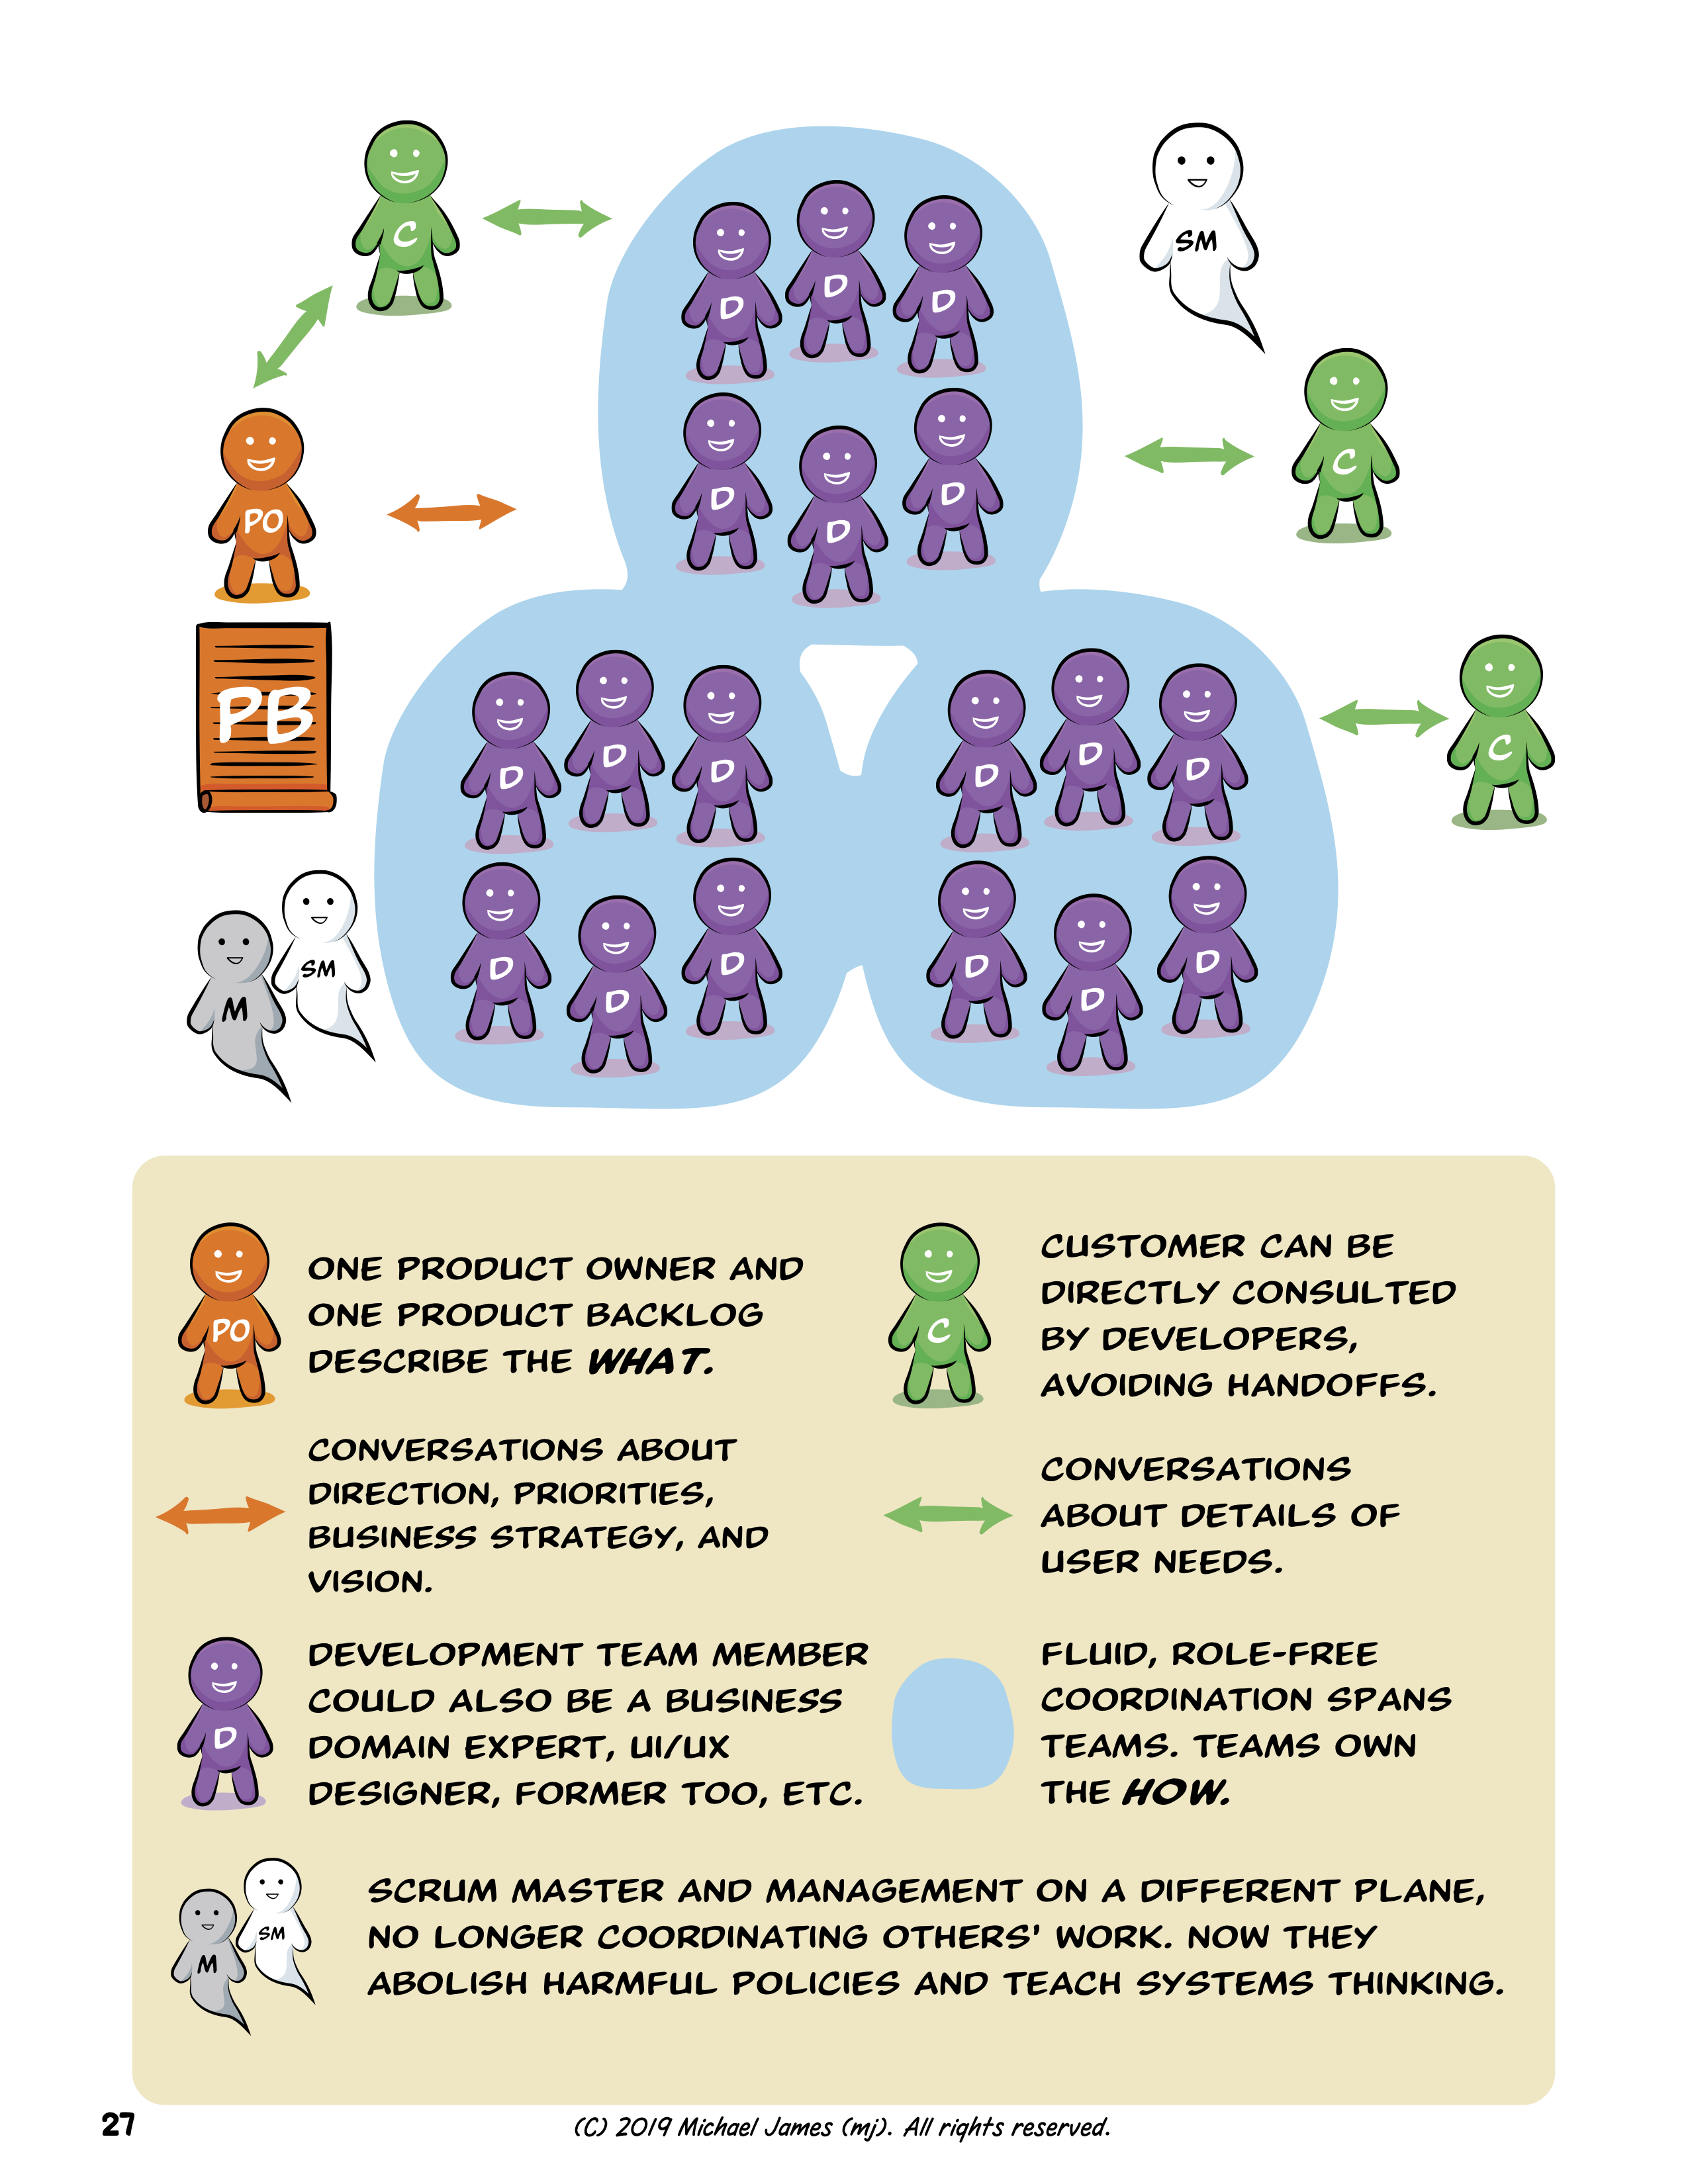 C
SM
D D D
C
PO
D D D
PB
C
D D D
D D D
SM
M
D D D
D D D
PO
ONE PRODUCT OWNER AND
ONE PRODUCT BACKLOG
DESCRIBE THE WHAT.
C
CUSTOMER CAN BE
DIRECTLY CONSULTED
BY DEVELOPERS,
AVOIDING HANDOFFS.
CONVERSATIONS ABOUT
DIRECTION, PRIORITIES,
BUSINESS STRATEGY, AND
VISION.
CONVERSATIONS
ABOUT DETAILS OF
USER NEEDS.
D
DEVELOPMENT TEAM MEMBER
COULD ALSO BE A BUSINESS
DOMAIN EXPERT, UI/UX
DESIGNER, FORMER TOO, ETC.
FLUID, ROLE-FREE
COORDINATION SPANS
TEAMS. TEAMS OWN
THE HOW.
SM
M
SCRUM MASTER AND MANAGEMENT ON A DIFFERENT PLANE,
NO LONGER COORDINATING OTHERS' WORK. NOW THEY
ABOLISH HARMFUL POLICIES AND TEACH SYSTEMS THINKING.
27
(C) 2019 Michael James (mj). All rights reserved.